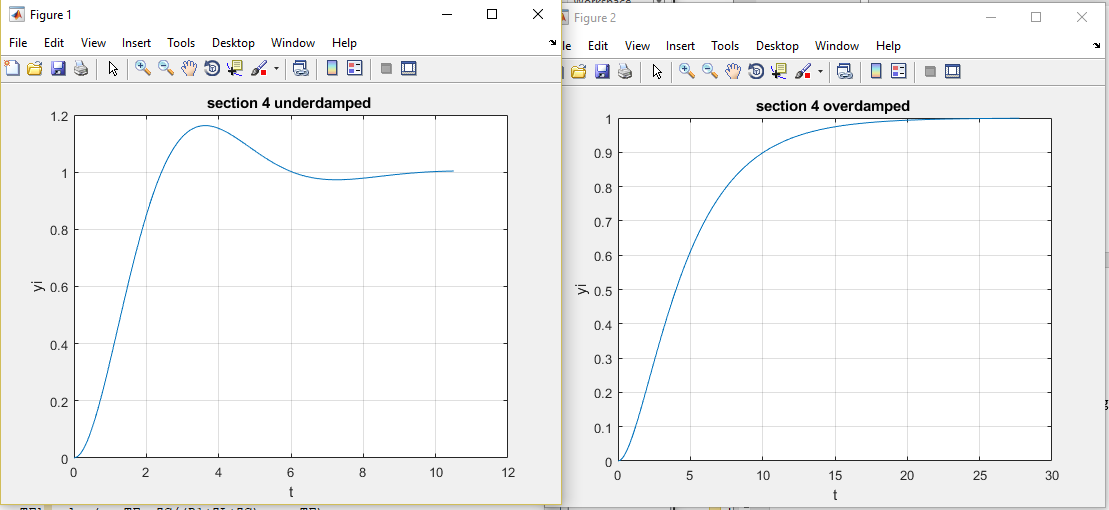 Figure 1
File Edit View Insert Tools Desktop Window Help
section 4 underdamped
1.2
1
0.8
0.6
0.4
0.2
0
yi
0 2 4 6 8 10 12
t
Workspace
Figure 2
le Edit View Insert Tools Desktop Window Help
section 4 overdamped
1
0.9
0.8
0.7
0.6
0.5
0.4
0.3
0.2
0.1
0
yi
0 5 10 15 20 25 30
t